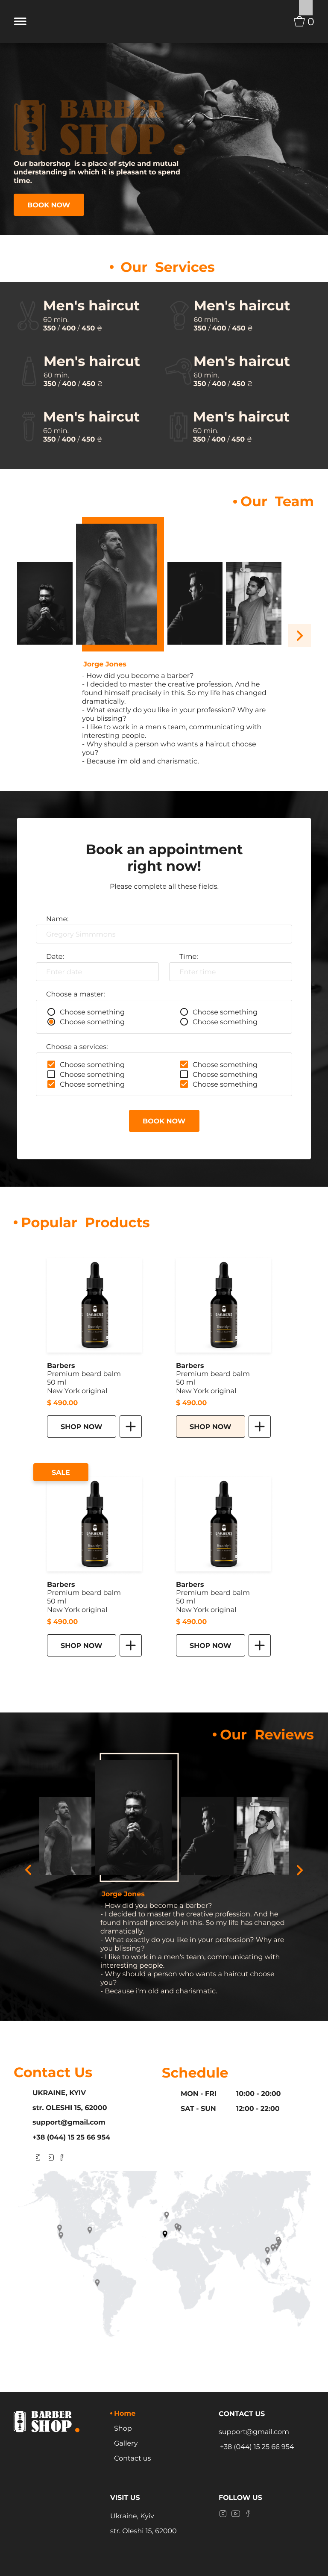 0
BARBER
SHOP.
Our barbershop is a place of style and mutual
understanding in which it is pleasant to spend
time.
BOOK NOW
• Our Services
Men's haircut
60 min.
350 / 400 / 450 ₴
Men's haircut
60 min.
350 / 400 / 450 ₴
Men's haircut
60 min.
350 / 400 / 450 ₴
Men's haircut
60 min.
350 / 400 / 450 ₴
Men's haircut
60 min.
350 / 400 / 450 ₴
Men's haircut
60 min.
350 / 400 / 450 ₴
• Our Team
Jorge Jones
- How did you become a barber?
- I decided to master the creative profession. And he
found himself precisely in this. So my life has changed
dramatically.
- What exactly do you like in your profession? Why are
you blissing?
- I like to work in a men's team, communicating with
interesting people.
- Why should a person who wants a haircut choose
you?
- Because i'm old and charismatic.
Book an appointment
right now!
Please complete all these fields.
Name:
Date:
Time:
Enter date
Enter time
Choose a master:
Choose something
Choose something
Choose something
Choose something
Choose a services:
Choose something
Choose something
Choose something
Choose something
Choose something
Choose something
BOOK NOW
• Popular Products
BARBERS
BARBERS
Barbers
Premium beard balm
50 ml
New York original
$ 490.00
SHOP NOW
Barbers
Premium beard balm
50 ml
New York original
$ 490.00
SHOP NOW
SALE
BARBERS
BARBERS
Barbers
Premium beard balm
50 ml
New York original
$ 490.00
SHOP NOW
Barbers
Premium beard balm
50 ml
New York original
$ 490.00
SHOP NOW
• Our Reviews
Jorge Jones
- How did you become a barber?
- I decided to master the creative profession. And he
found himself precisely in this. So my life has changed
dramatically.
- What exactly do you like in your profession? Why are
you blissing?
- I like to work in a men's team, communicating with
interesting people.
- Why should a person who wants a haircut choose
you?
- Because i'm old and charismatic.
Contact Us
UKRAINE, KYIV
str. OLESHI 15, 62000
support@gmail.com
+38 (044) 15 25 66 954
Schedule
MON - FRI 10:00 - 20:00
SAT - SUN 12:00 - 22:00
BARBER
SHOP.
• Home
Shop
Gallery
Contact us
CONTACT US
support@gmail.com
+38 (044) 15 25 66 954
VISIT US
Ukraine, Kyiv
str. Oleshi 15, 62000
FOLLOW US